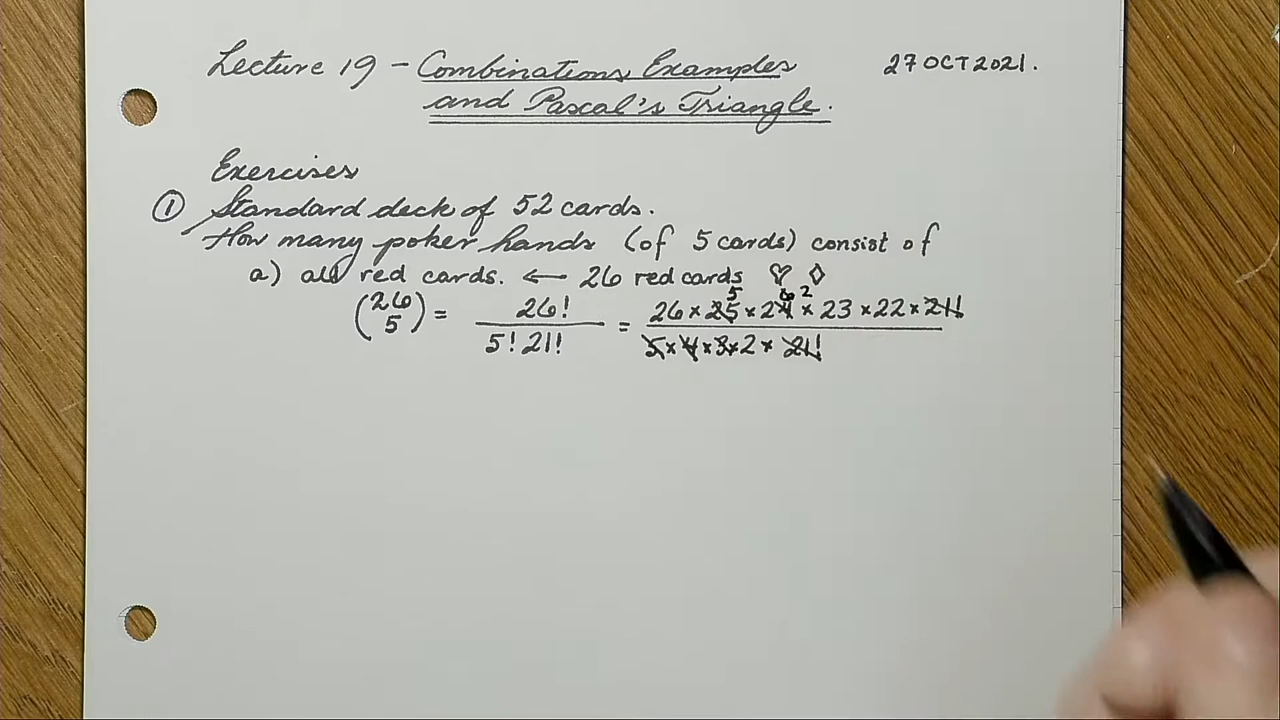 Lecture 19 - Combinations Examples 27 OCT 2021.
and Pascal's Triangle.
Exercises
① Standard deck of 52 cards.
How many poker hands (of 5 cards) consist of
a) all red cards. ← 26 red cards ♡ ◇
(26 5) = 26! / 5! 21! = 26 × 25 × 24 × 23 × 22 × 21! / 5 × 4 × 3 × 2 × 21!
5 2